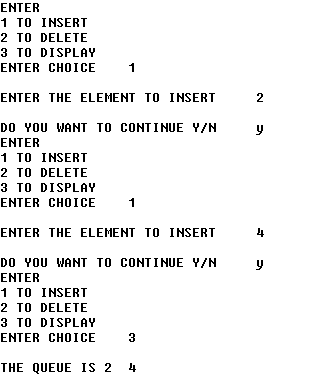 ENTER
1 TO INSERT
2 TO DELETE
3 TO DISPLAY
ENTER CHOICE    1
ENTER THE ELEMENT TO INSERT     2
DO YOU WANT TO CONTINUE Y/N     y
ENTER
1 TO INSERT
2 TO DELETE
3 TO DISPLAY
ENTER CHOICE    1
ENTER THE ELEMENT TO INSERT     4
DO YOU WANT TO CONTINUE Y/N     y
ENTER
1 TO INSERT
2 TO DELETE
3 TO DISPLAY
ENTER CHOICE    3
THE QUEUE IS 2  4